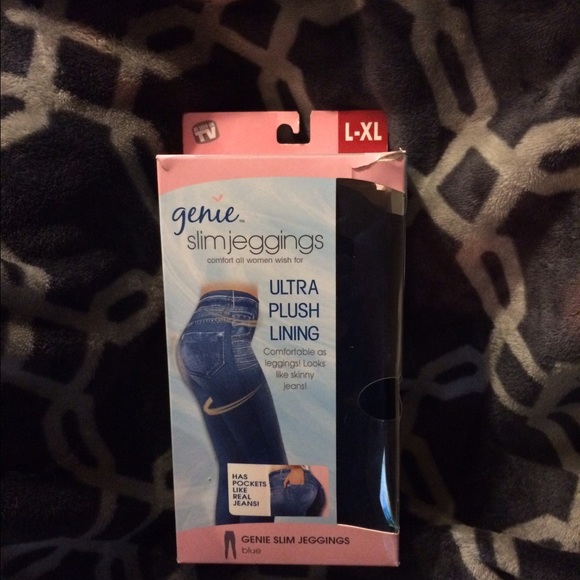 TV
L-XL
genie™
slimjeggings
comfort all women wish for
ULTRA
PLUSH
LINING
Comfortable as
leggings! Looks
like skinny
jeans!
HAS
POCKETS
LIKE
REAL
JEANS!
GENIE SLIM JEGGINGS
blue